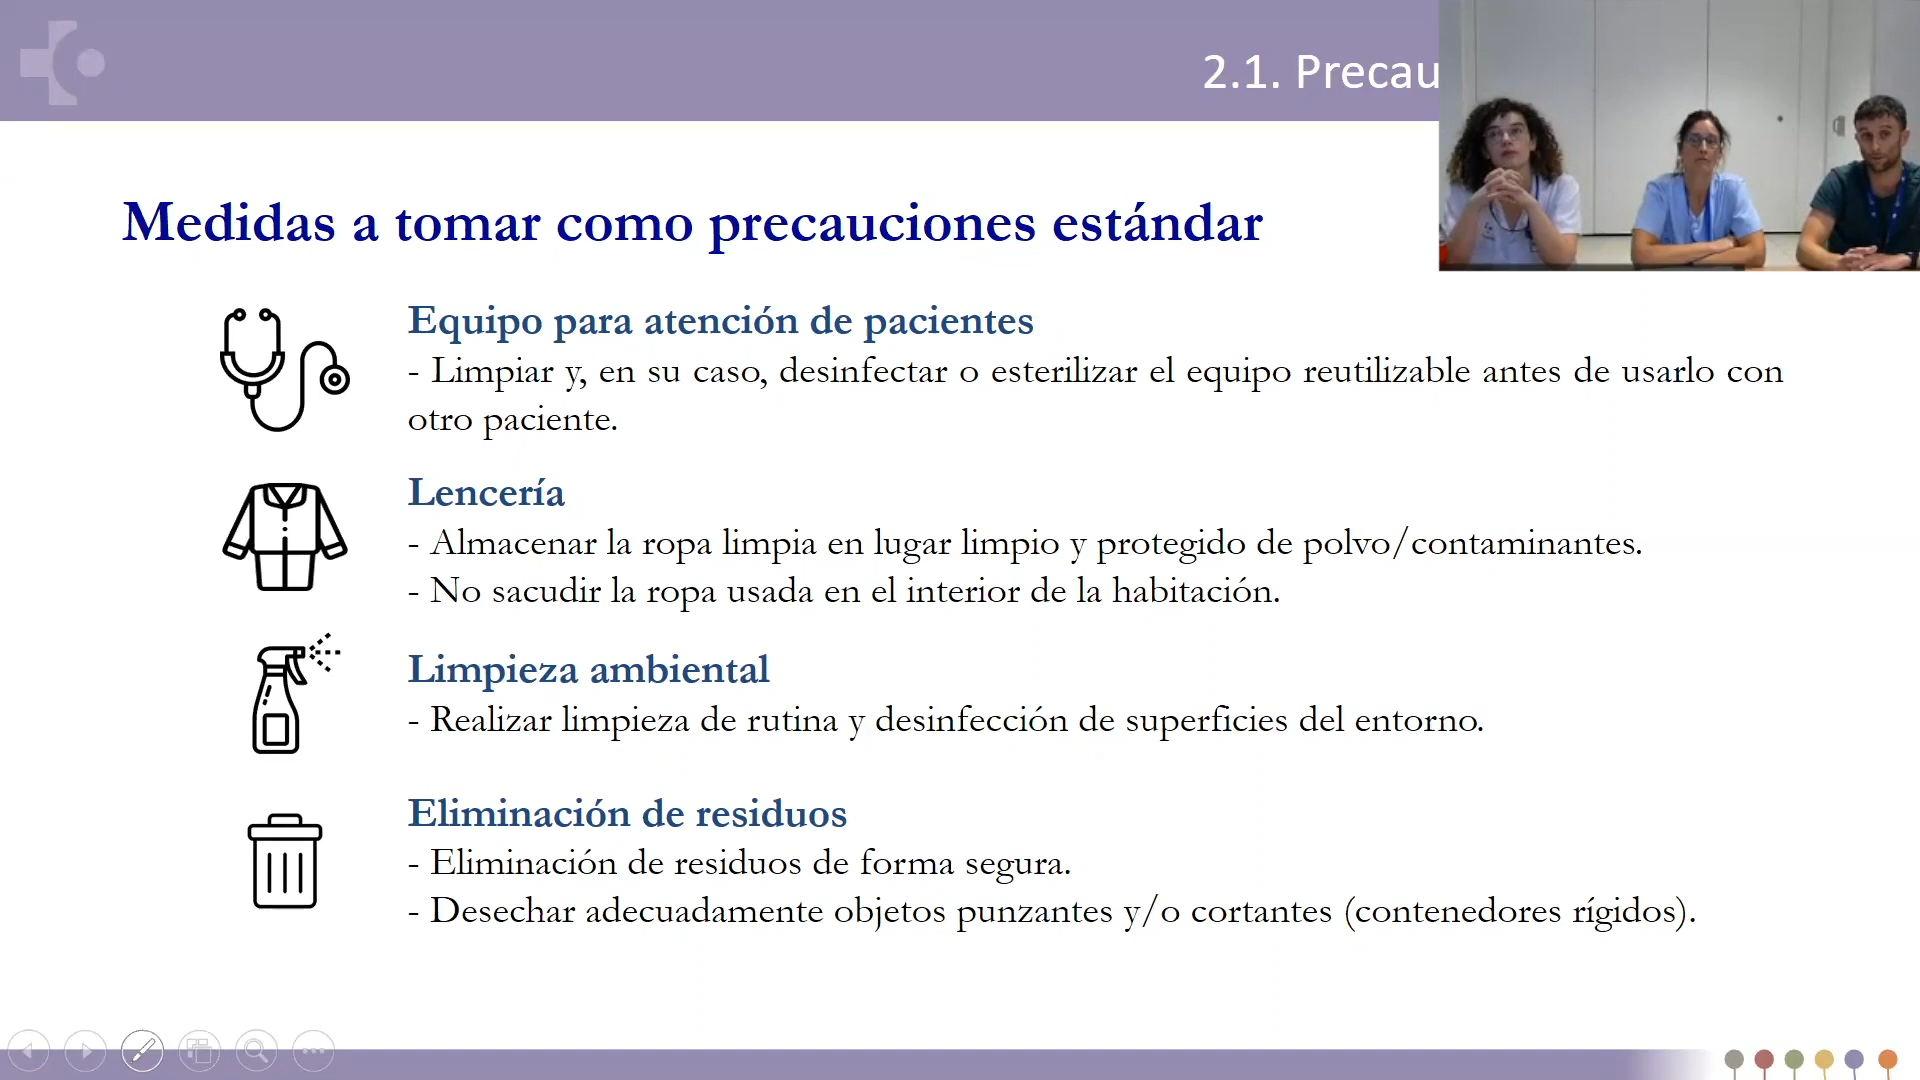 2.1. Precau
Medidas a tomar como precauciones estándar
Equipo para atención de pacientes
- Limpiar y, en su caso, desinfectar o esterilizar el equipo reutilizable antes de usarlo con
otro paciente.
Lencería
- Almacenar la ropa limpia en lugar limpio y protegido de polvo/contaminantes.
- No sacudir la ropa usada en el interior de la habitación.
Limpieza ambiental
- Realizar limpieza de rutina y desinfección de superficies del entorno.
Eliminación de residuos
- Eliminación de residuos de forma segura.
- Desechar adecuadamente objetos punzantes y/o cortantes (contenedores rígidos).